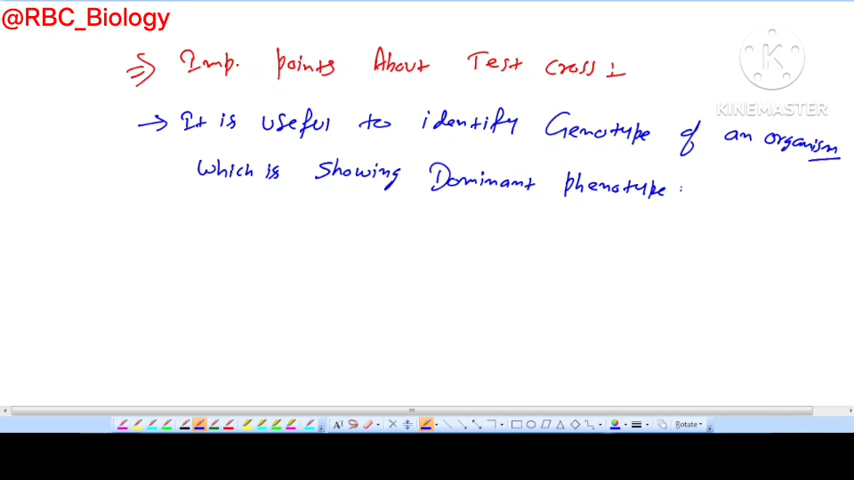 @RBC_Biology
⇒ Imp. points About Test cross :
KINEMASTER
→ It is useful to identify Genotype of an organism
which is showing Dominant phenotype :
Rotate